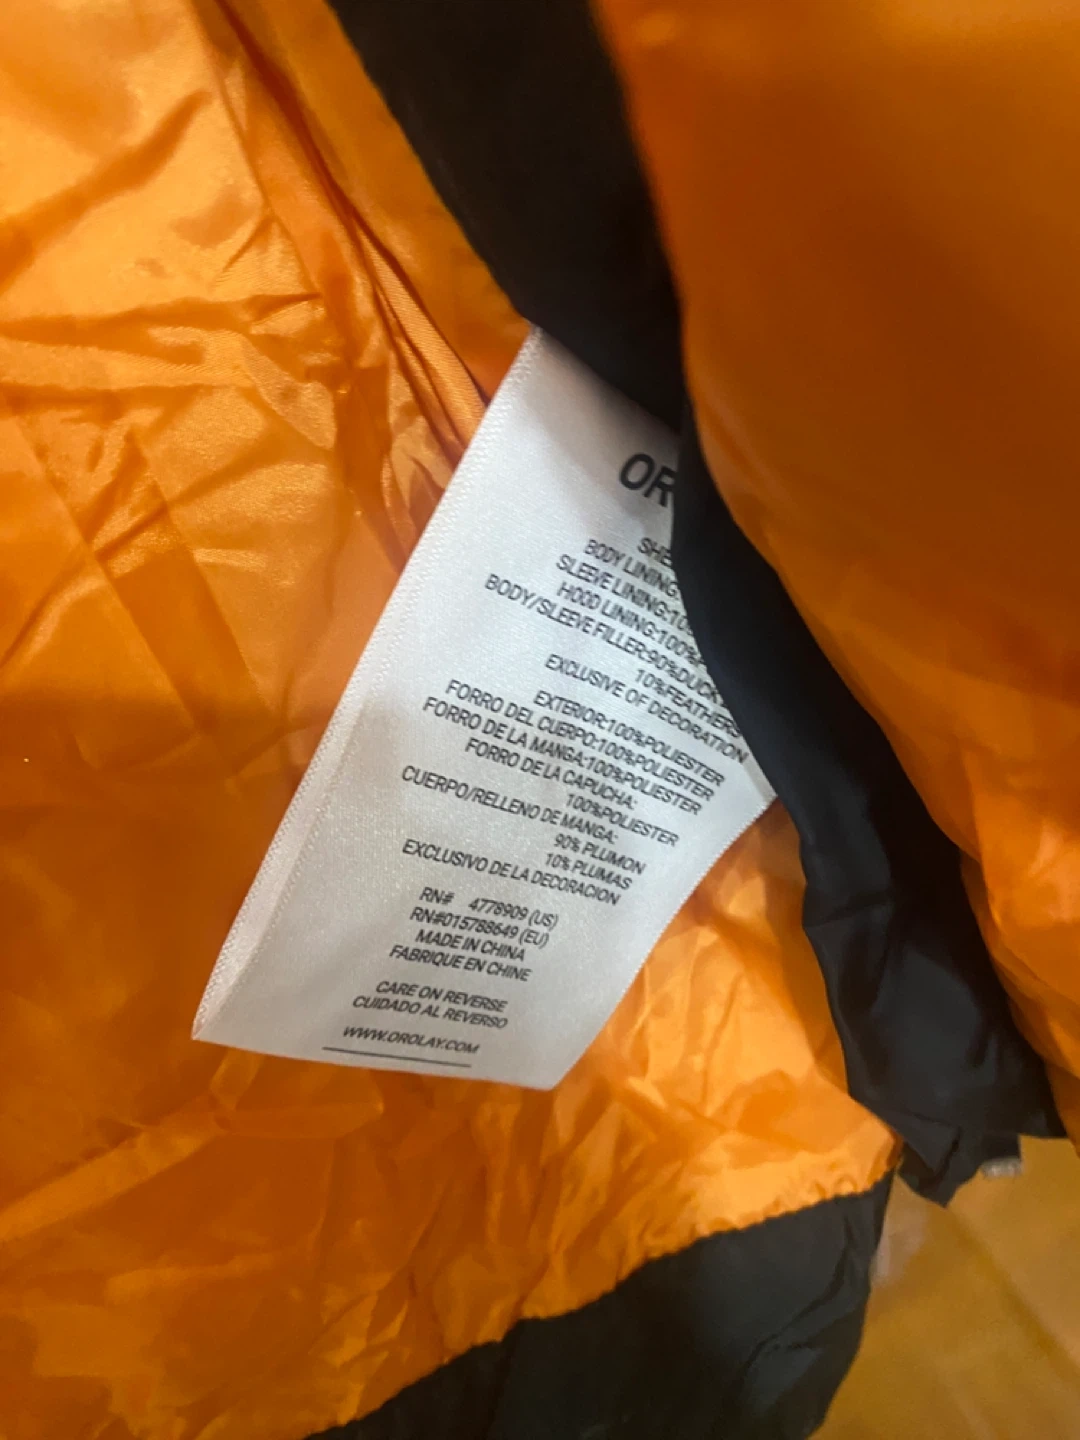 OR
SHE
BODY LINING:
SLEEVE LINING:10
HOOD LINING:100%P
BODY/SLEEVE FILLER:90%DUCK
10%FEATHERS
EXCLUSIVE OF DECORATION
EXTERIOR:100%POLIESTER
FORRO DEL CUERPO:100%POLIESTER
FORRO DE LA MANGA:100%POLIESTER
FORRO DE LA CAPUCHA:
100%POLIESTER
CUERPO/RELLENO DE MANGA:
90% PLUMON
10% PLUMAS
EXCLUSIVO DE LA DECORACION
RN# 4778909 (US)
RN#015788649 (EU)
MADE IN CHINA
FABRIQUE EN CHINE
CARE ON REVERSE
CUIDADO AL REVERSO
WWW.OROLAY.COM